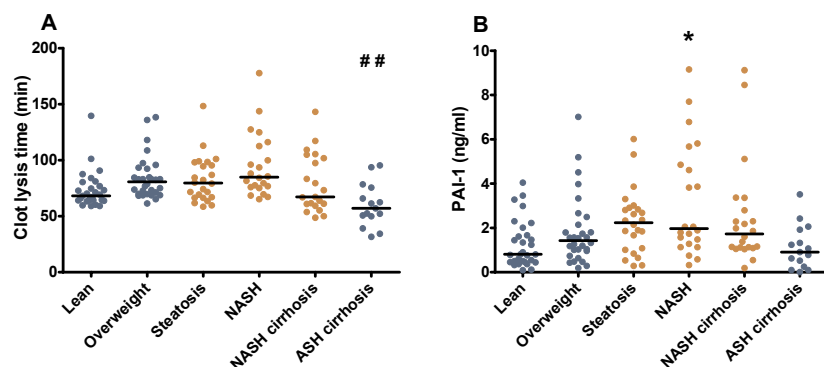 A
Clot lysis time (min)
200
150
100
50
0
# #
Lean
Overweight
Steatosis
NASH
NASH cirrhosis
ASH cirrhosis
B
PAI-1 (ng/ml)
10
8
6
4
2
0
*
Lean
Overweight
Steatosis
NASH
NASH cirrhosis
ASH cirrhosis